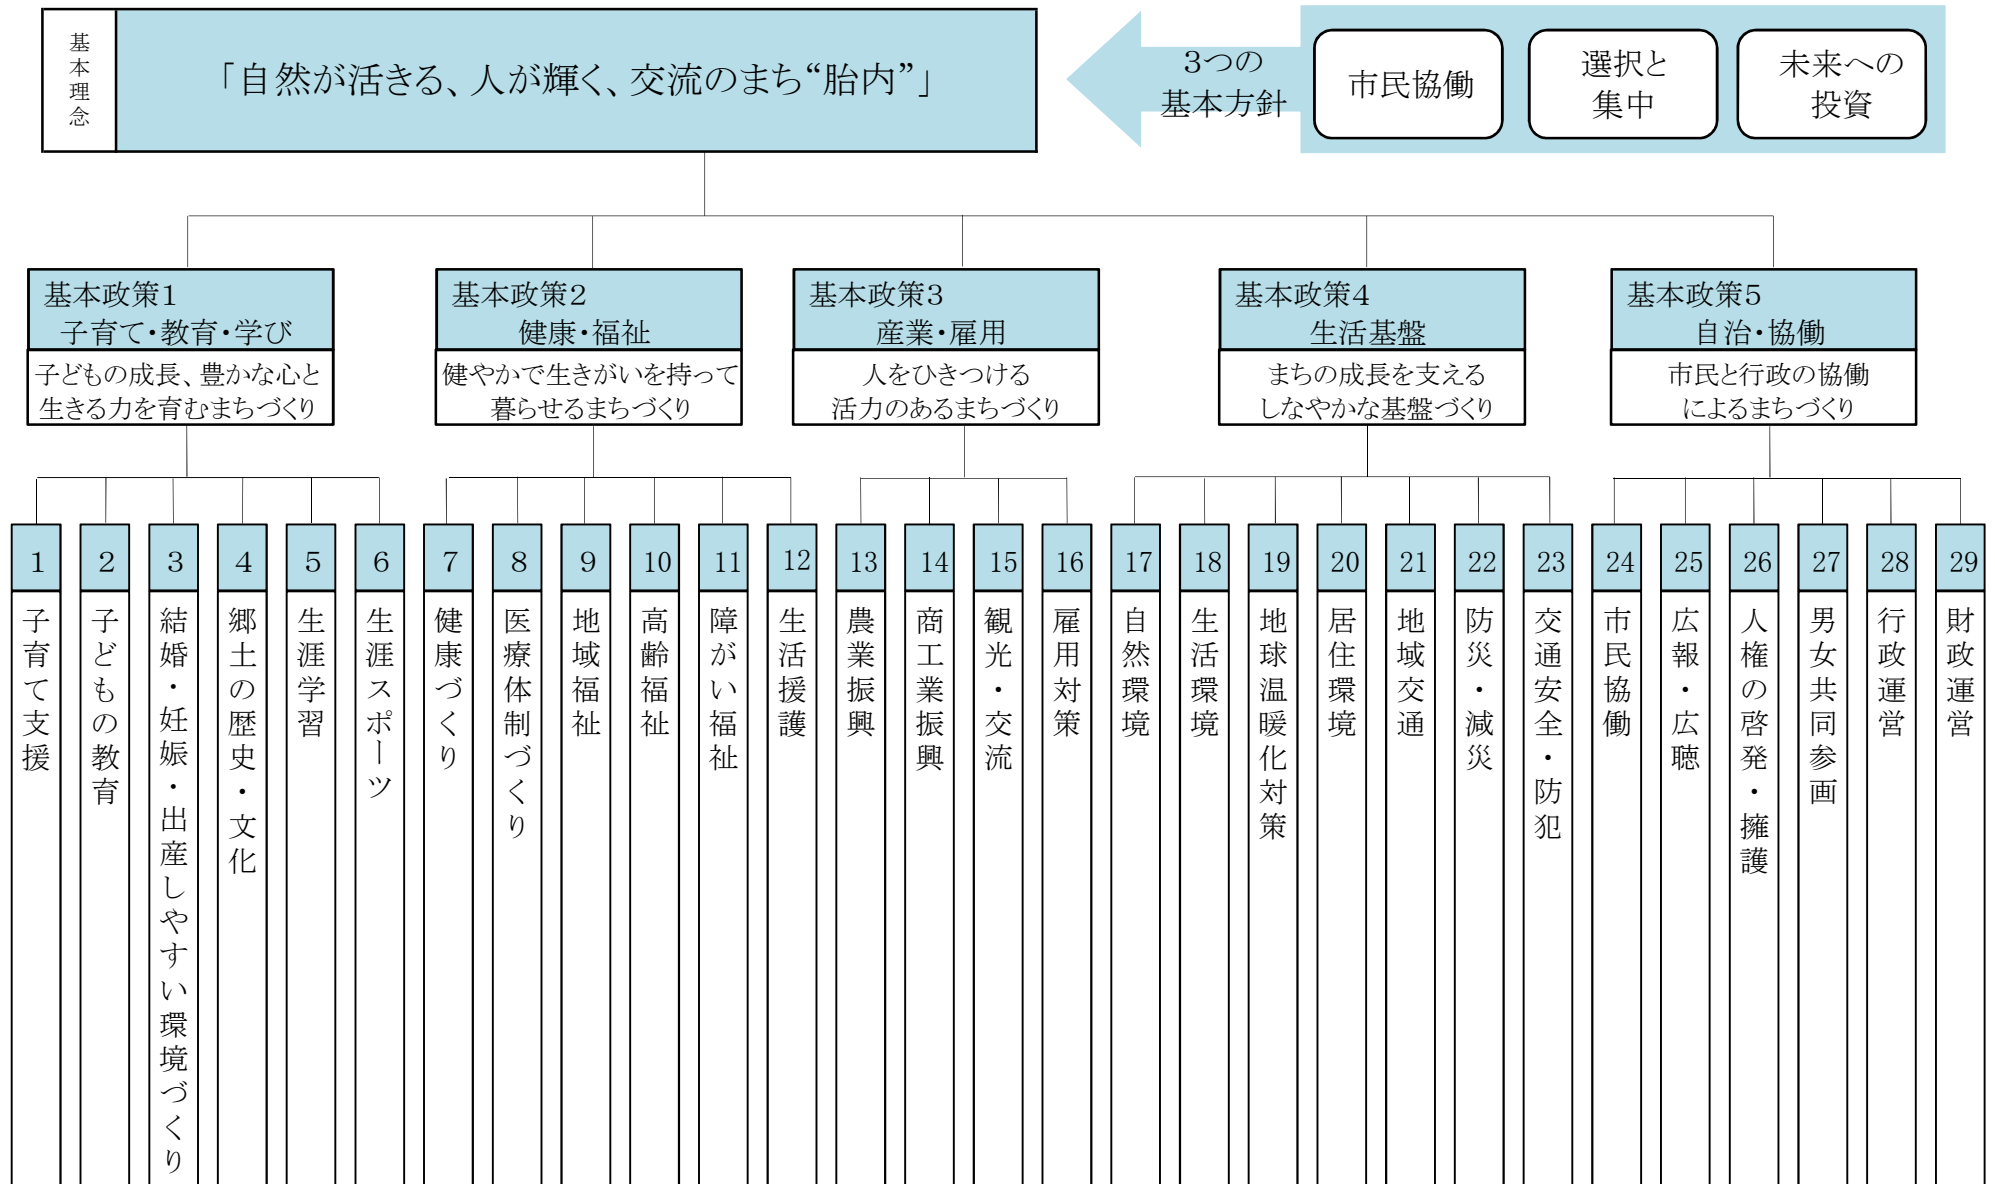 基本理念
「自然が活きる、人が輝く、交流のまち“胎内”」
3つの
基本方針
市民協働
選択と
集中
未来への
投資
基本政策1
子育て・教育・学び
子どもの成長、豊かな心と
生きる力を育むまちづくり
基本政策2
健康・福祉
健やかで生きがいを持って
暮らせるまちづくり
基本政策3
産業・雇用
人をひきつける
活力のあるまちづくり
基本政策4
生活基盤
まちの成長を支える
しなやかな基盤づくり
基本政策5
自治・協働
市民と行政の協働
によるまちづくり
1
子育て支援
2
子どもの教育
3
結婚・妊娠・出産しやすい環境づくり
4
郷土の歴史・文化
5
生涯学習
6
生涯スポーツ
7
健康づくり
8
医療体制づくり
9
地域福祉
10
高齢福祉
11
障がい福祉
12
生活援護
13
農業振興
14
商工業振興
15
観光・交流
16
雇用対策
17
自然環境
18
生活環境
19
地球温暖化対策
20
居住環境
21
地域交通
22
防災・減災
23
交通安全・防犯
24
市民協働
25
広報・広聴
26
人権の啓発・擁護
27
男女共同参画
28
行政運営
29
財政運営